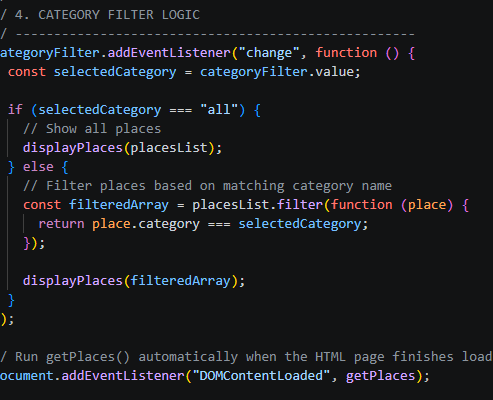 / 4. CATEGORY FILTER LOGIC
/ --------------------------------------------------
ategoryFilter.addEventListener("change", function () {
const selectedCategory = categoryFilter.value;
if (selectedCategory === "all") {
// Show all places
displayPlaces(placesList);
} else {
// Filter places based on matching category name
const filteredArray = placesList.filter(function (place) {
return place.category === selectedCategory;
});
displayPlaces(filteredArray);
}
);
/ Run getPlaces() automatically when the HTML page finishes load
ocument.addEventListener("DOMContentLoaded", getPlaces);